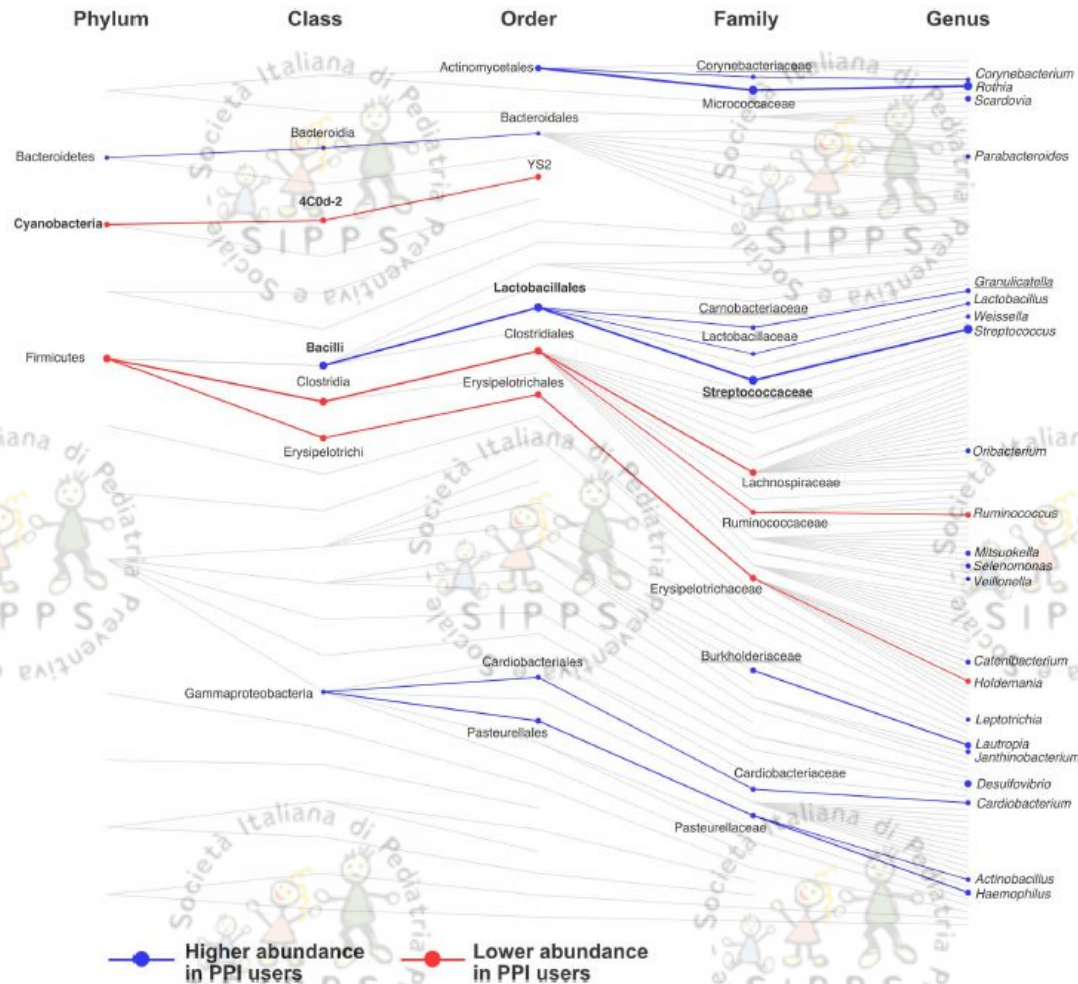 Phylum Class Order Family Genus
Actinomycetales
Corynebacteriaceae
Corynebacterium
Rothia
Micrococcaceae
Scardovia
Bacteroidetes
Bacteroidia
Bacteroidales
Parabacteroides
YS2
4C0d-2
Cyanobacteria
Lactobacillales
Granulicatella
Carnobacteriaceae
Lactobacillus
Lactobacillaceae
Weissella
Streptococcus
Firmicutes
Bacilli
Clostridiales
Clostridia
Erysipelotrichales
Streptococcaceae
Erysipelotrichi
Oribacterium
Lachnospiraceae
Ruminococcus
Ruminococcaceae
Mitsuokella
Selenomonas
Veillonella
Erysipelotrichaceae
Burkholderiaceae
Catenibacterium
Cardiobacteriales
Holdemania
Gammaproteobacteria
Leptotrichia
Pasteurellales
Lautropia
Janthinobacterium
Cardiobacteriaceae
Desulfovibrio
Cardiobacterium
Pasteurellaceae
Actinobacillus
Haemophilus
Higher abundance
in PPI users
Lower abundance
in PPI users
Società Italiana di Pediatria Preventiva e Sociale
SIPPS